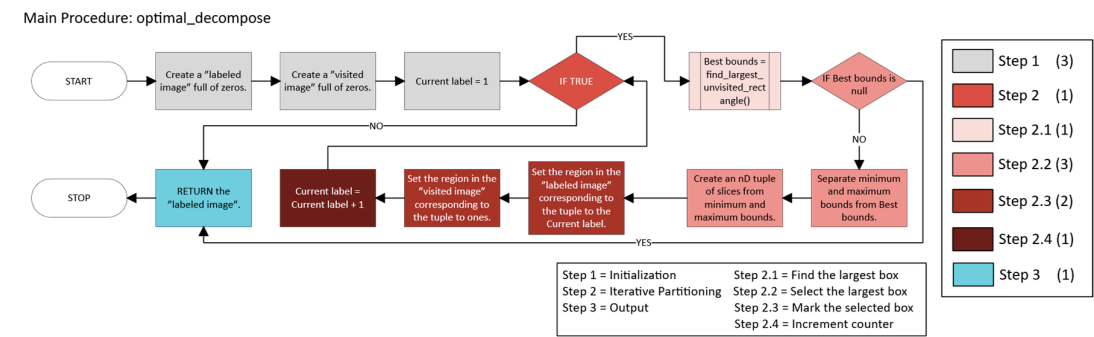 Main Procedure: optimal_decompose
START
Create a "labeled
image" full of zeros.
Create a "visited
image" full of zeros.
Current label = 1
IF TRUE
YES
Best bounds =
find_largest_
unvisited_rect
angle()
IF Best bounds is
null
NO
NO
STOP
RETURN the
"labeled image".
Current label =
Current label + 1
Set the region in the
"visited image"
corresponding to
the tuple to ones.
Set the region in the
"labeled image"
corresponding to
the tuple to the
Current label.
Create an nD tuple
of slices from
minimum and
maximum bounds.
Separate minimum
and maximum
bounds from Best
bounds.
YES
Step 1 (3)
Step 2 (1)
Step 2.1 (1)
Step 2.2 (3)
Step 2.3 (2)
Step 2.4 (1)
Step 3 (1)
Step 1 = Initialization
Step 2 = Iterative Partitioning
Step 3 = Output
Step 2.1 = Find the largest box
Step 2.2 = Select the largest box
Step 2.3 = Mark the selected box
Step 2.4 = Increment counter